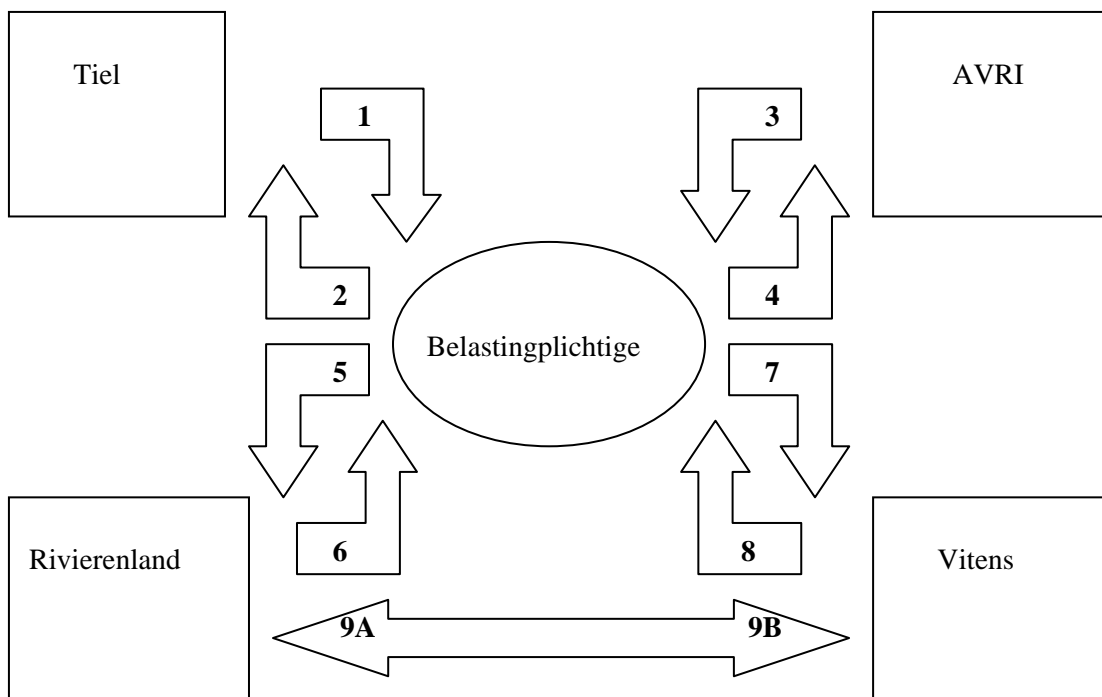 Tiel
AVRI
1
3
2
4
Belastingplichtige
5
7
Rivierenland
6
8
Vitens
9A
9B